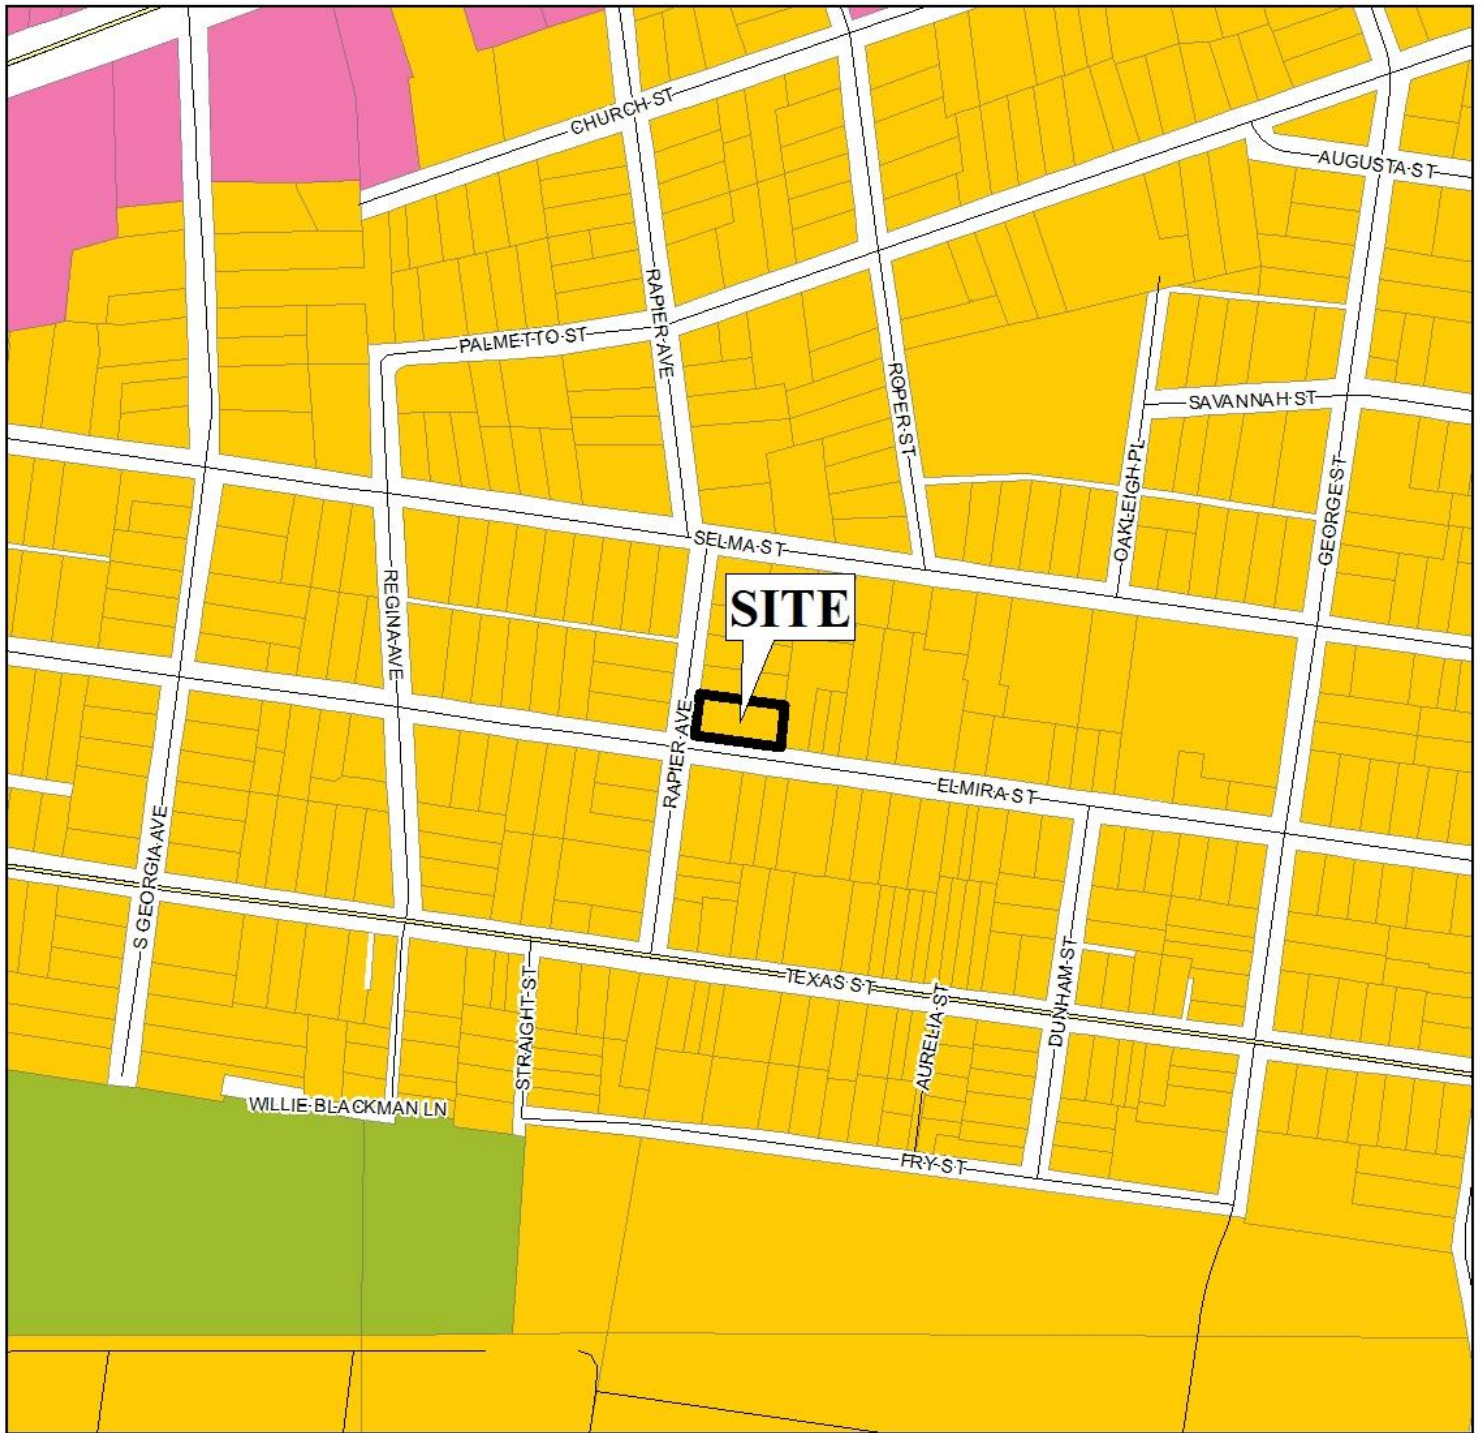 CHURCH ST
AUGUSTA ST
RAPIER AVE
PALMETTO ST
ROPER ST
SAVANNAH ST
OAKLEIGH PL
GEORGE ST
SELMA ST
REGINA AVE
SITE
RAPIER AVE
ELMIRA ST
S GEORGIA AVE
TEXAS ST
STRAIGHT ST
AURELIA ST
DUNHAM ST
WILLIE BLACKMAN LN
FRY ST